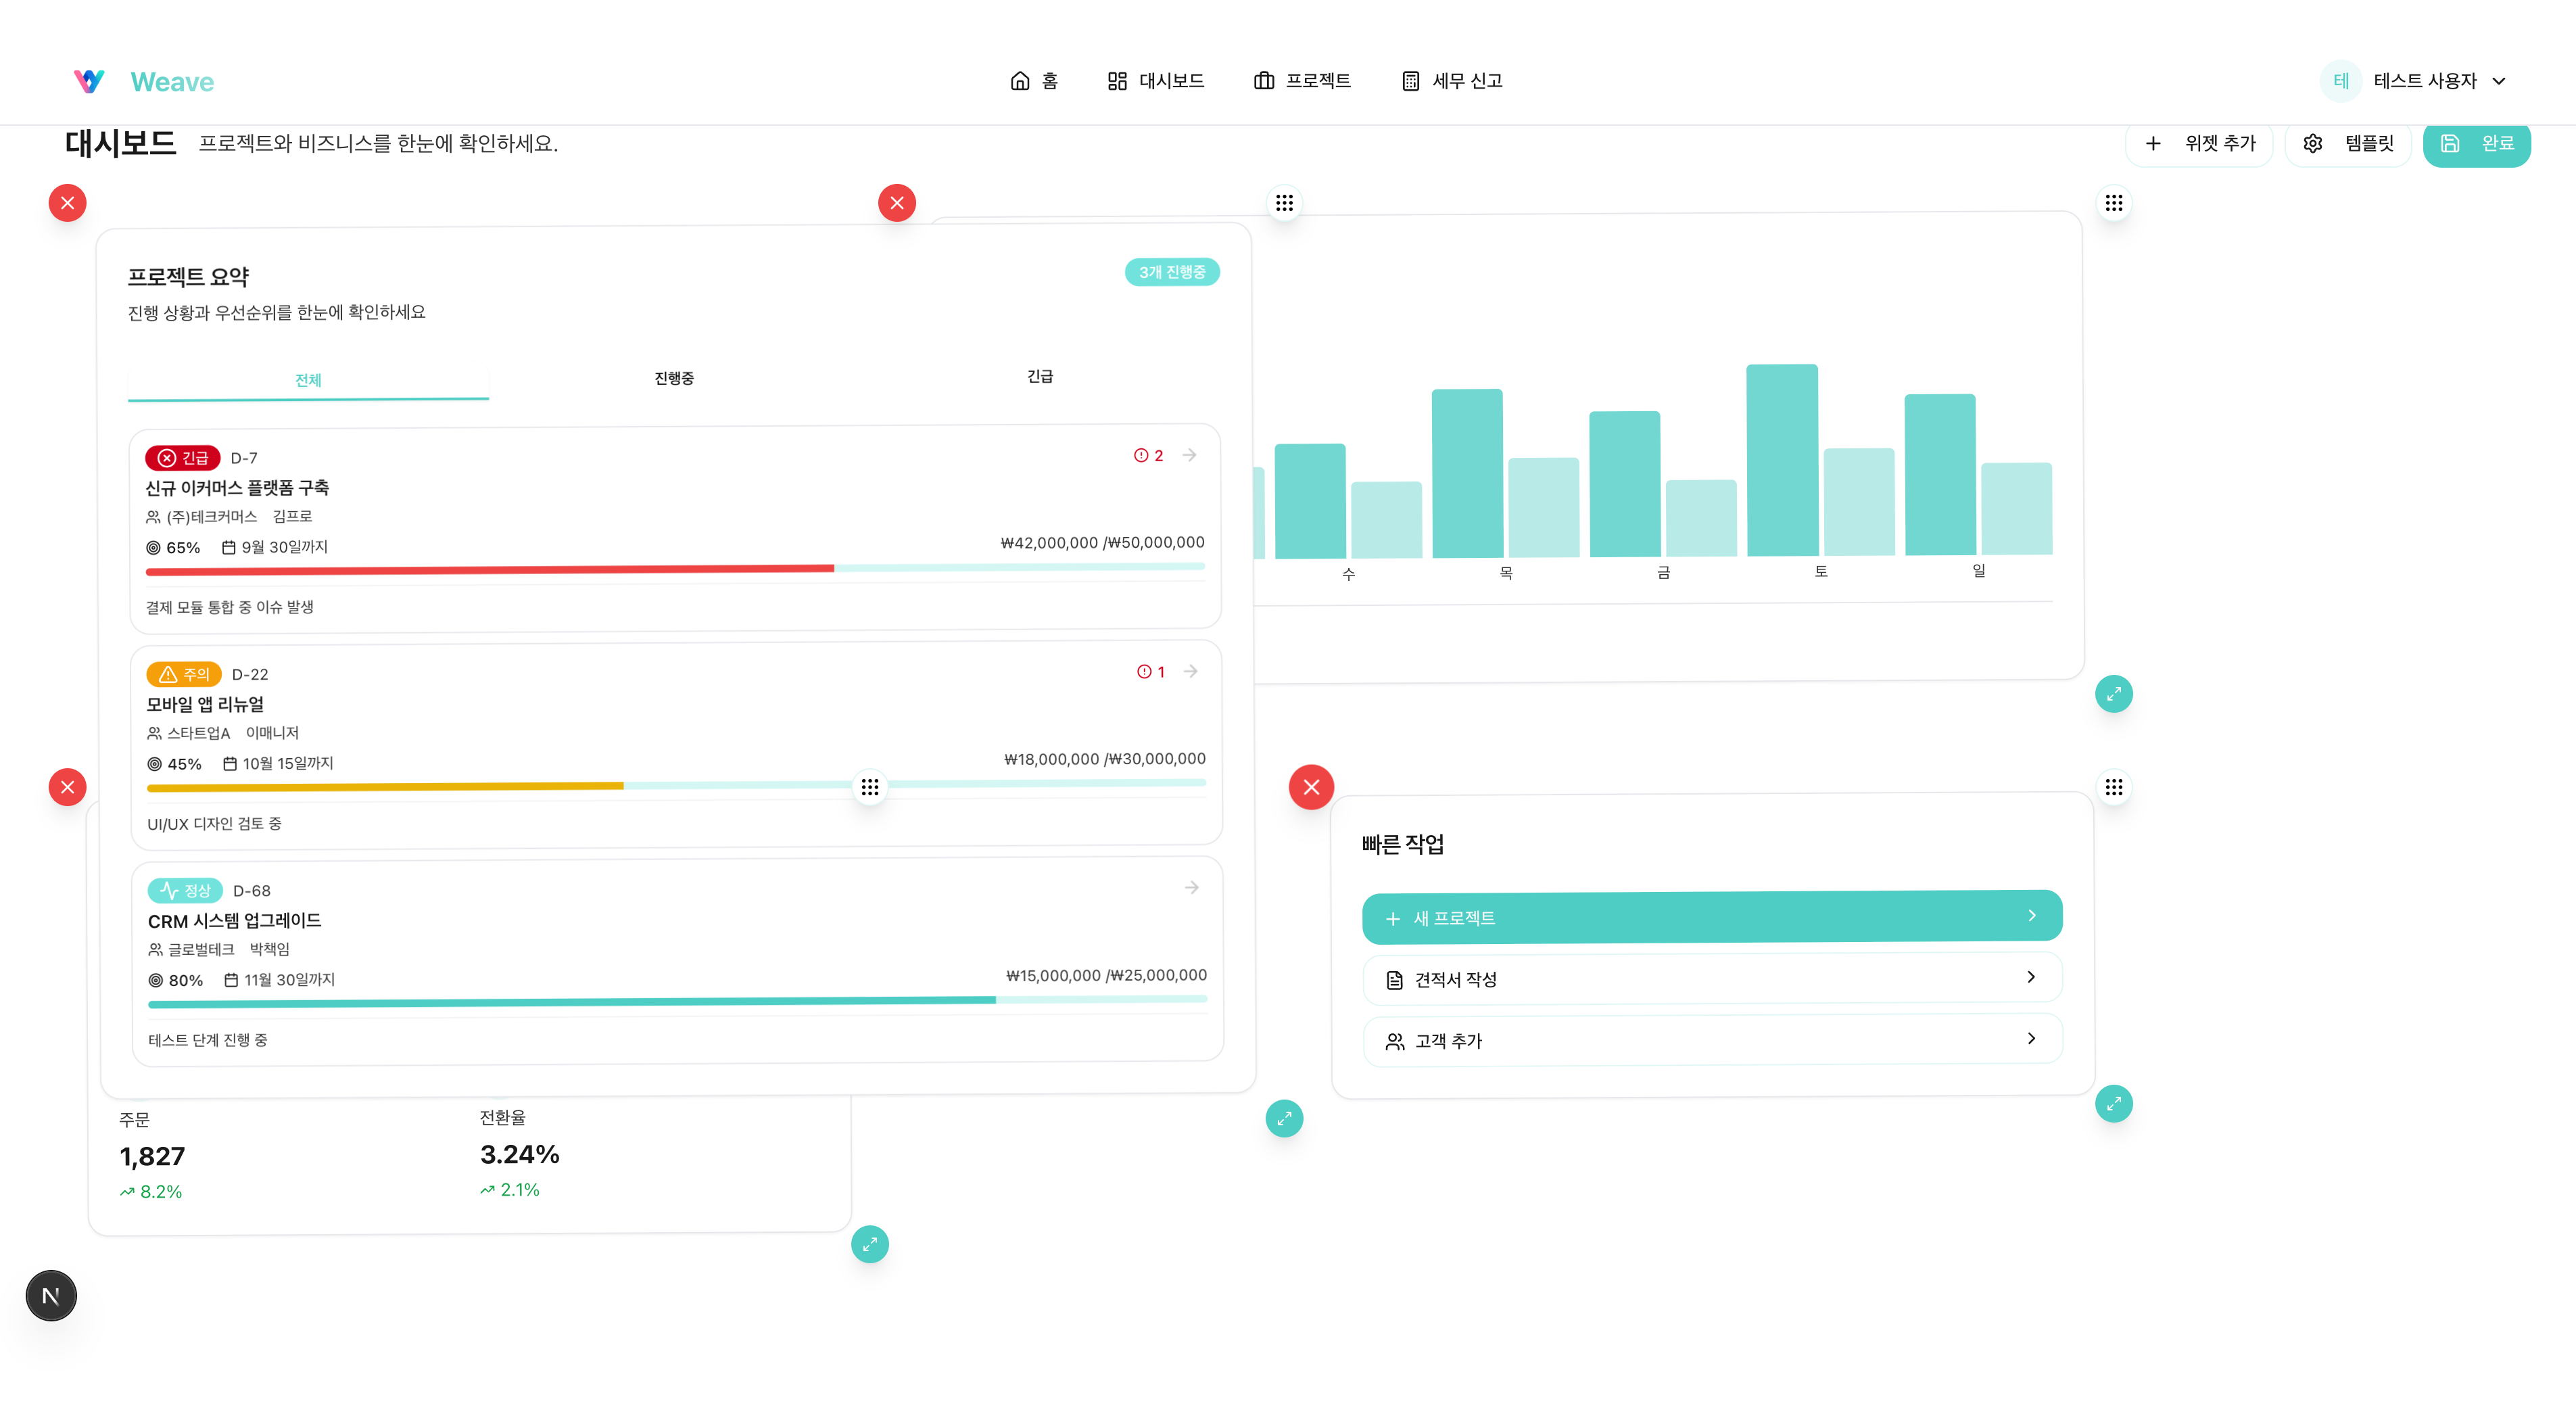 Weave
홈
대시보드
프로젝트
세무 신고
테
테스트 사용자
대시보드
프로젝트와 비즈니스를 한눈에 확인하세요.
위젯 추가
템플릿
완료
프로젝트 요약
3개 진행중
진행 상황과 우선순위를 한눈에 확인하세요
전체
진행중
긴급
긴급 D-7
2
신규 이커머스 플랫폼 구축
(주)테크커머스 김프로
65% 9월 30일까지
₩42,000,000 /₩50,000,000
결제 모듈 통합 중 이슈 발생
주의 D-22
1
모바일 앱 리뉴얼
스타트업A 이매니저
45% 10월 15일까지
₩18,000,000 /₩30,000,000
UI/UX 디자인 검토 중
정상 D-68
CRM 시스템 업그레이드
글로벌테크 박책임
80% 11월 30일까지
₩15,000,000 /₩25,000,000
테스트 단계 진행 중
수 목 금 토 일
빠른 작업
새 프로젝트
견적서 작성
고객 추가
주문
1,827
8.2%
전환율
3.24%
2.1%
N